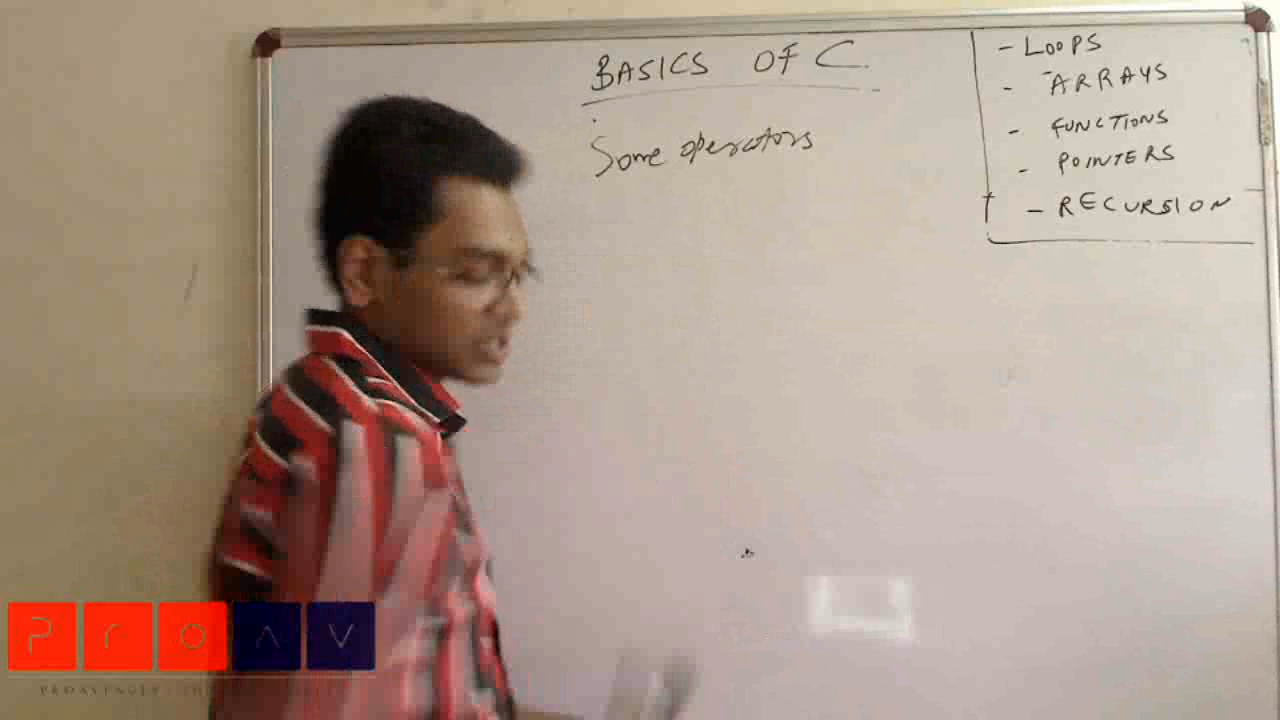 BASICS OF C
Some operators
- LOOPS
- ARRAYS
- FUNCTIONS
- POINTERS
- RECURSION
Proav